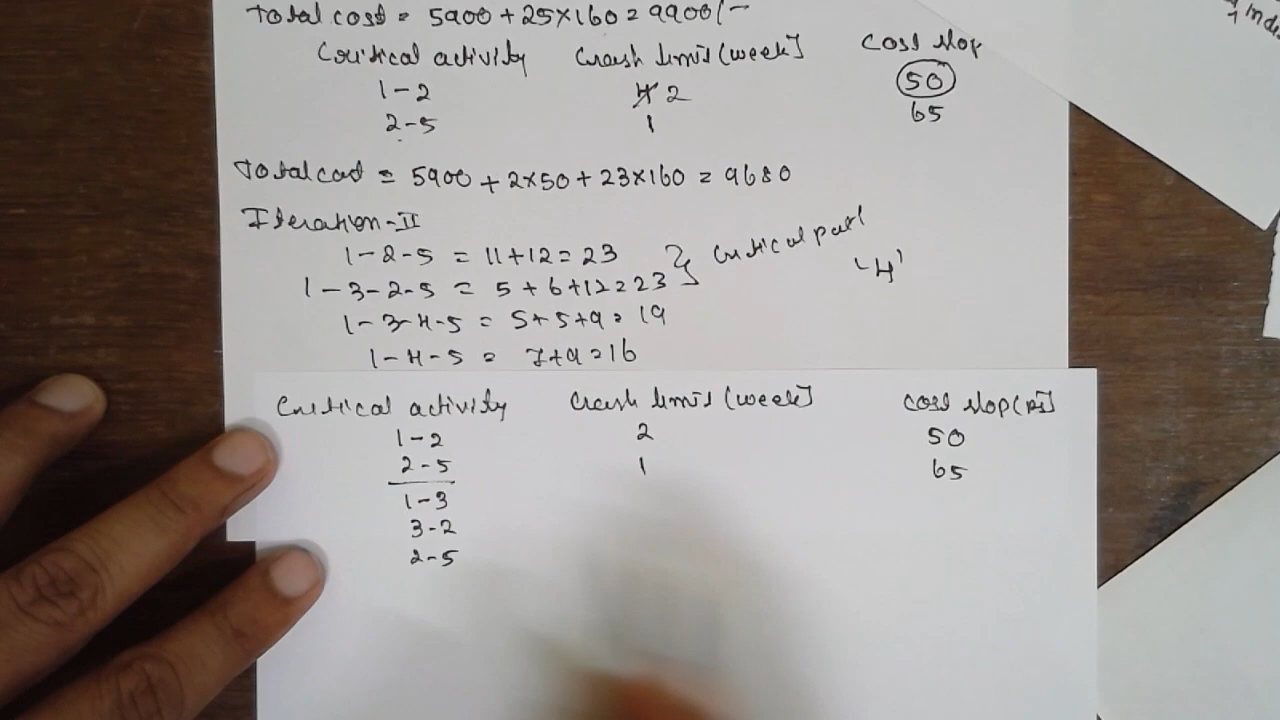 Total cost = 5900 + 25×160 = 9900/-
Critical activity Crash limit (week) Cost slop
1-2 4 2 50
2-5 1 65
Total cost = 5900 + 2×50 + 23×160 = 9680
Iteration-II
1-2-5 = 11+12 = 23
1-3-2-5 = 5+6+12 = 23 } Critical path
1-3-4-5 = 5+5+9 = 19
1-4-5 = 7+9 = 16
'4'
Critical activity Crash limit (week) Cost slop (Rs)
1-2 2 50
2-5 1 65
1-3
3-2
2-5